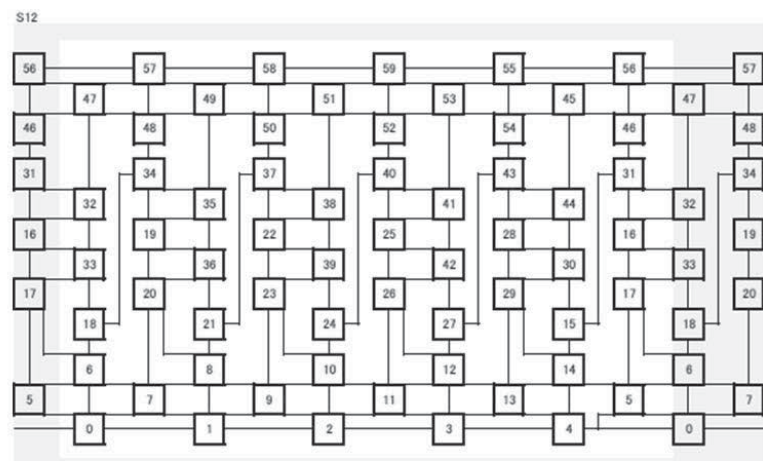 S12
56 57 58 59 55 56 57
47 49 51 53 45 47
46 48 50 52 54 46 48
31 34 37 40 43 31 34
32 35 38 41 44 32
16 19 22 25 28 16 19
33 36 39 42 30 33
17 20 23 26 29 17 20
18 21 24 27 15 18
6 8 10 12 14 6
5 7 9 11 13 5 7
0 1 2 3 4 0